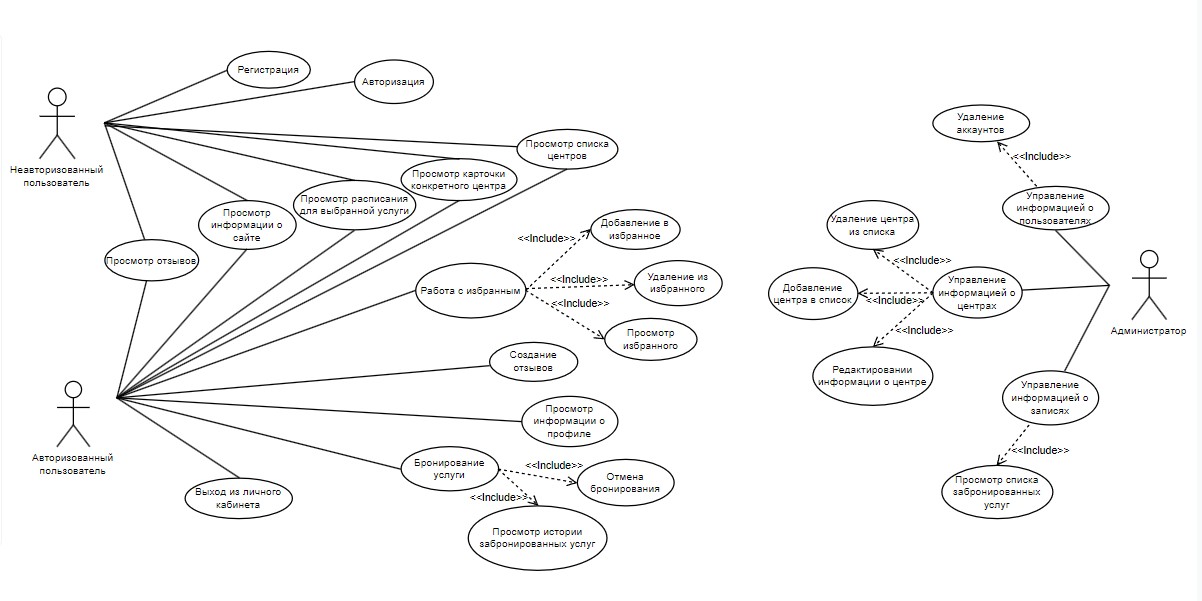 Регистрация
Авторизация
Неавторизованный
пользователь
Просмотр списка
центров
Просмотр карточки
конкретного центра
Просмотр расписания
для выбранной услуги
Просмотр
информации о
сайте
Просмотр отзывов
Работа с избранным
<<Include>>
Добавление в
избранное
<<Include>>
Удаление из
избранного
<<Include>>
Просмотр
избранного
Создание
отзывов
Просмотр
информации о
профиле
Авторизованный
пользователь
Бронирование
услуги
<<Include>>
Отмена
бронирования
<<Include>>
Просмотр истории
забронированных услуг
Выход из личного
кабинета
Удаление
аккаунтов
<<Include>>
Управление
информацией о
пользователях
Удаление центра
из списка
<<Include>>
Добавление
центра в список
<<Include>>
Управление
информацией о
центрах
<<Include>>
Редактировании
информации о центре
Администратор
Управление
информацией о
записях
<<Include>>
Просмотр списка
забронированных
услуг